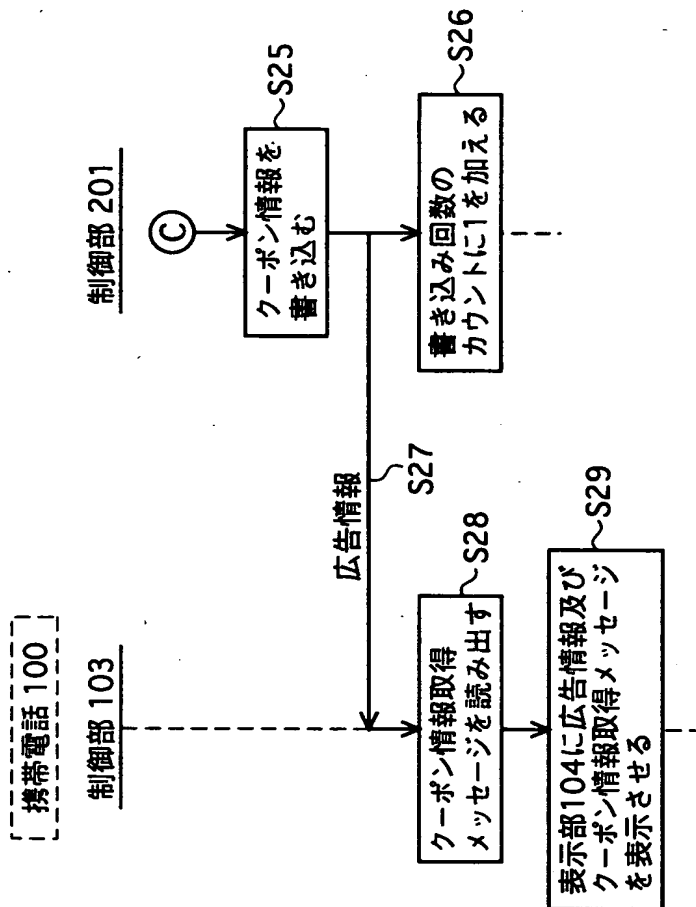 携帯電話 100
制御部 103
制御部 201
C
クーポン情報を
書き込む
S25
広告情報
S27
書き込み回数の
カウントに1を加える
S26
クーポン情報取得
メッセージを読み出す
S28
表示部104に広告情報及び
クーポン情報取得メッセージ
を表示させる
S29